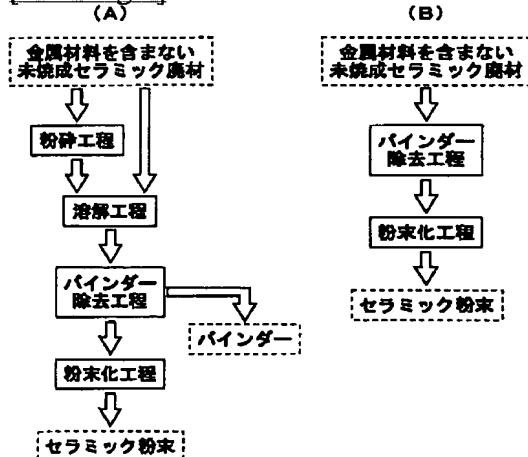 (A)
金属材料を含まない
未焼成セラミック廃材
粉砕工程
溶解工程
バインダー
除去工程
バインダー
粉末化工程
セラミック粉末
(B)
金属材料を含まない
未焼成セラミック廃材
バインダー
除去工程
粉末化工程
セラミック粉末